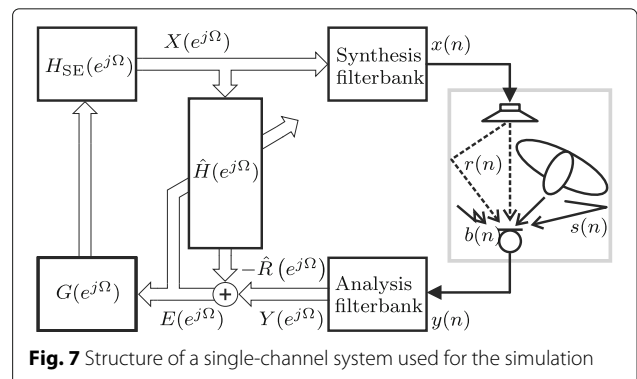 X(e^{jΩ})
H_SE(e^{jΩ})
Synthesis
filterbank
x(n)
Ĥ(e^{jΩ})
r(n)
b(n)
s(n)
G(e^{jΩ})
−R̂ (e^{jΩ})
+
E(e^{jΩ})
Y(e^{jΩ})
Analysis
filterbank
y(n)
Fig. 7 Structure of a single-channel system used for the simulation